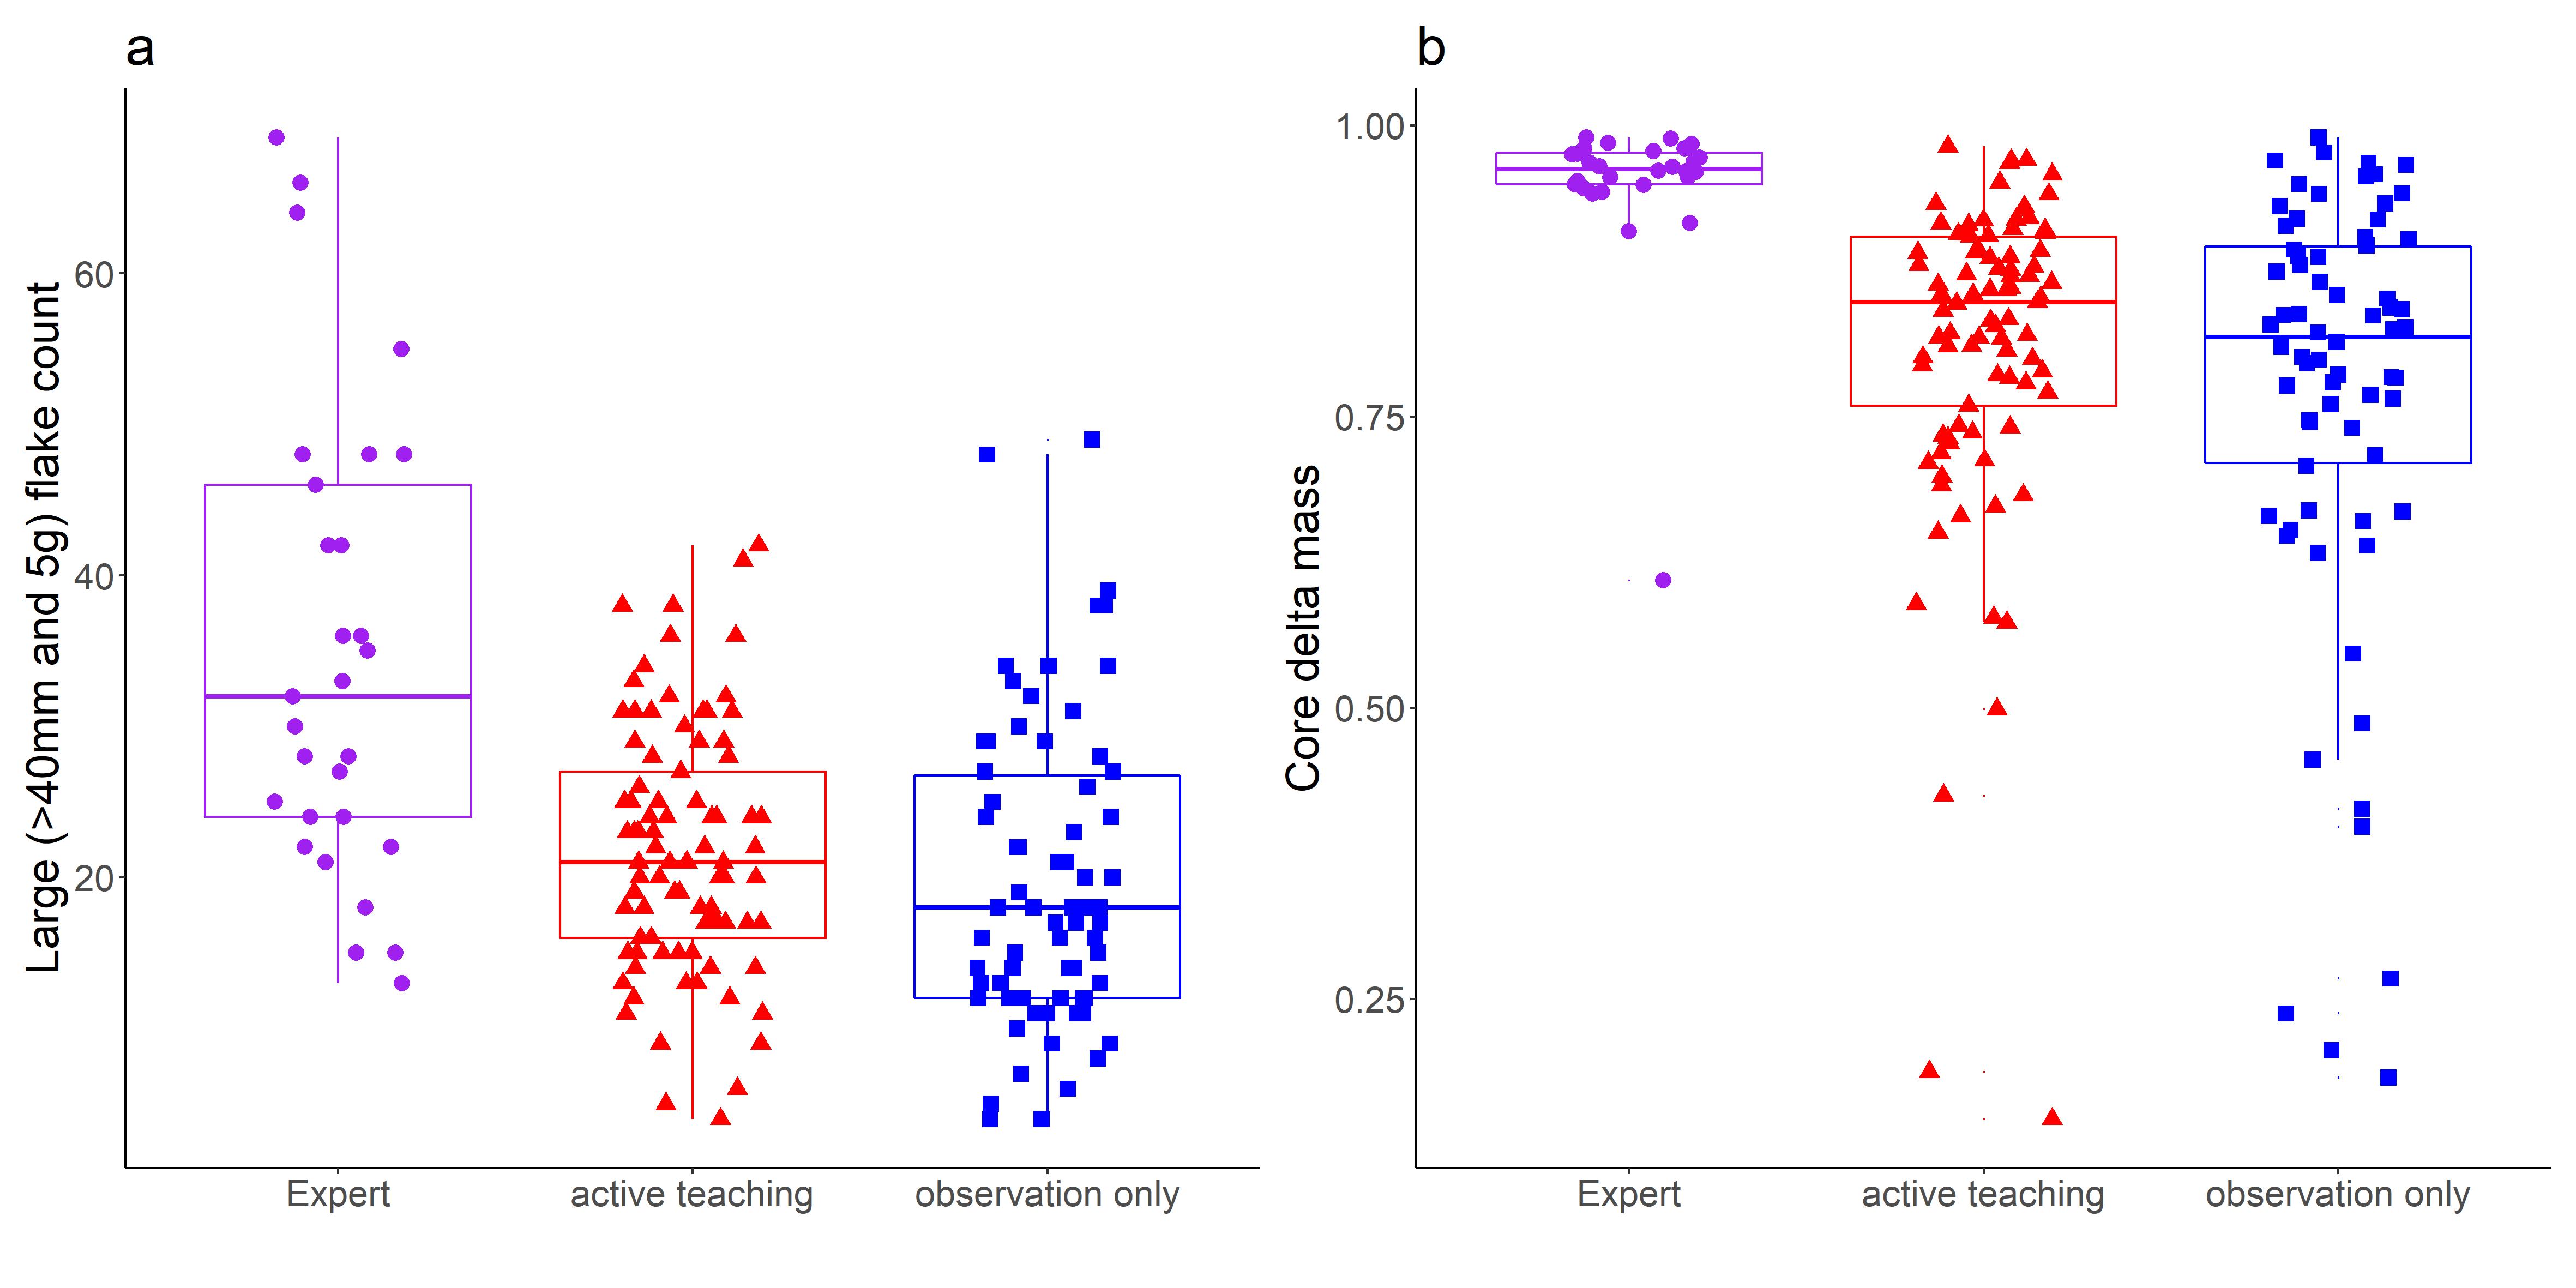 a
Large (>40mm and 5g) flake count
60
40
20
Expert
active teaching
observation only
b
Core delta mass
1.00
0.75
0.50
0.25
Expert
active teaching
observation only